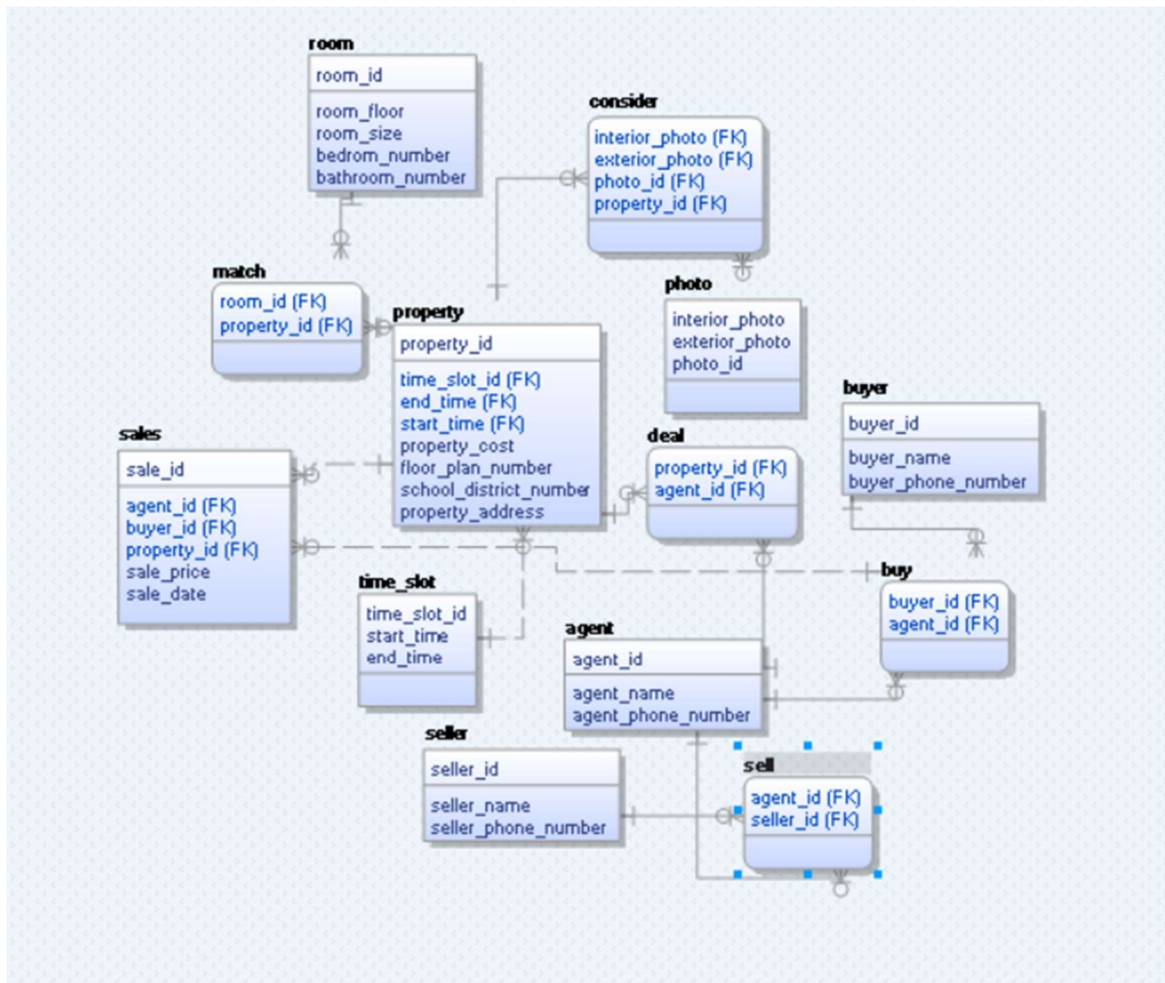 room
room_id
room_floor
room_size
bedrom_number
bathroom_number
consider
interior_photo (FK)
exterior_photo (FK)
photo_id (FK)
property_id (FK)
match
room_id (FK)
property_id (FK)
property
property_id
time_slot_id (FK)
end_time (FK)
start_time (FK)
property_cost
floor_plan_number
school_district_number
property_address
photo
interior_photo
exterior_photo
photo_id
buyer
buyer_id
buyer_name
buyer_phone_number
sales
sale_id
agent_id (FK)
buyer_id (FK)
property_id (FK)
sale_price
sale_date
deal
property_id (FK)
agent_id (FK)
time_slot
time_slot_id
start_time
end_time
buy
buyer_id (FK)
agent_id (FK)
agent
agent_id
agent_name
agent_phone_number
seller
seller_id
seller_name
seller_phone_number
sell
agent_id (FK)
seller_id (FK)